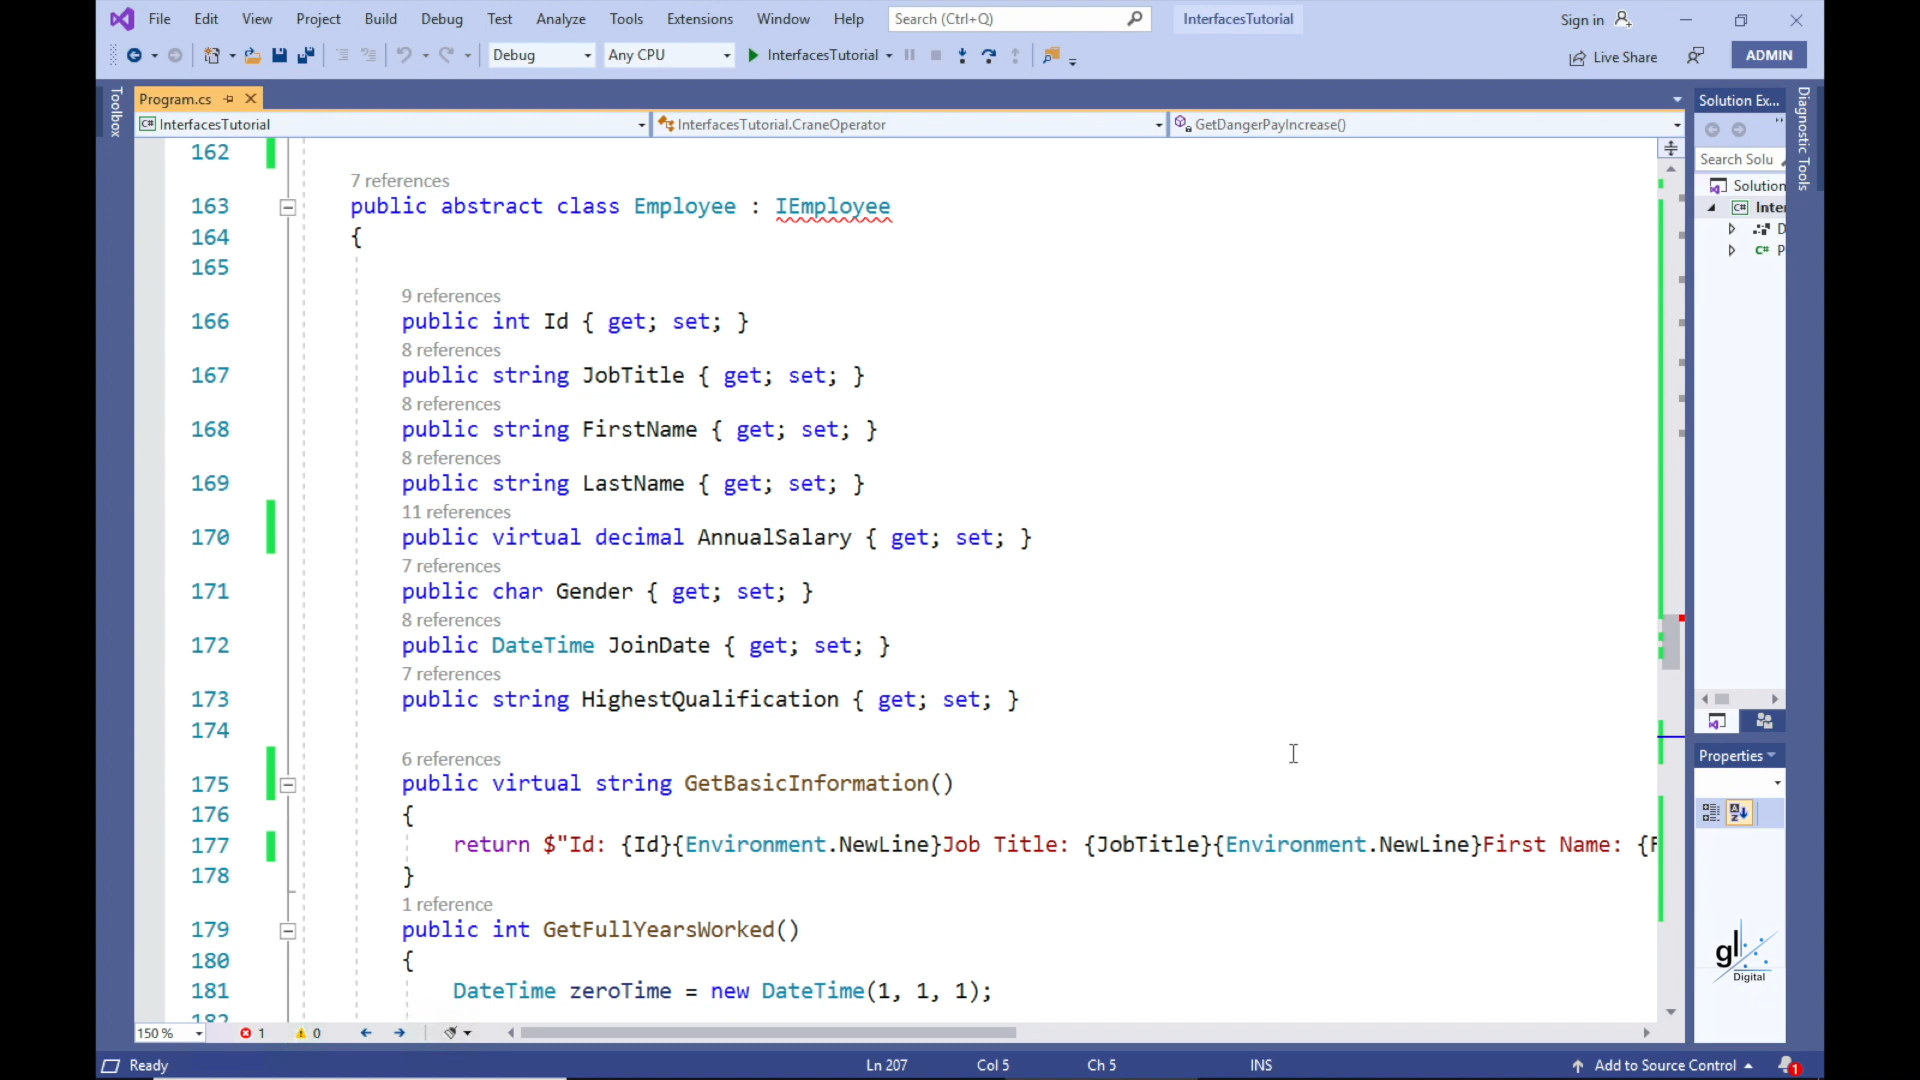 File Edit View Project Build Debug Test Analyze Tools Extensions Window Help Search (Ctrl+Q) InterfacesTutorial Sign in
Debug Any CPU InterfacesTutorial Live Share ADMIN
Toolbox
Program.cs
InterfacesTutorial InterfacesTutorial.CraneOperator GetDangerPayIncrease()
162
7 references
163 public abstract class Employee : IEmployee
164 {
165
9 references
166 public int Id { get; set; }
8 references
167 public string JobTitle { get; set; }
8 references
168 public string FirstName { get; set; }
8 references
169 public string LastName { get; set; }
11 references
170 public virtual decimal AnnualSalary { get; set; }
7 references
171 public char Gender { get; set; }
8 references
172 public DateTime JoinDate { get; set; }
7 references
173 public string HighestQualification { get; set; }
174
6 references
175 public virtual string GetBasicInformation()
176 {
177 return $"Id: {Id}{Environment.NewLine}Job Title: {JobTitle}{Environment.NewLine}First Name: {F
178 }
1 reference
179 public int GetFullYearsWorked()
180 {
181 DateTime zeroTime = new DateTime(1, 1, 1);
182
150 % 1 0
Solution Ex...
Search Solu
Solution
Inter
D
P
Properties
gl
Digital
Diagnostic Tools
Ready Ln 207 Col 5 Ch 5 INS Add to Source Control 1